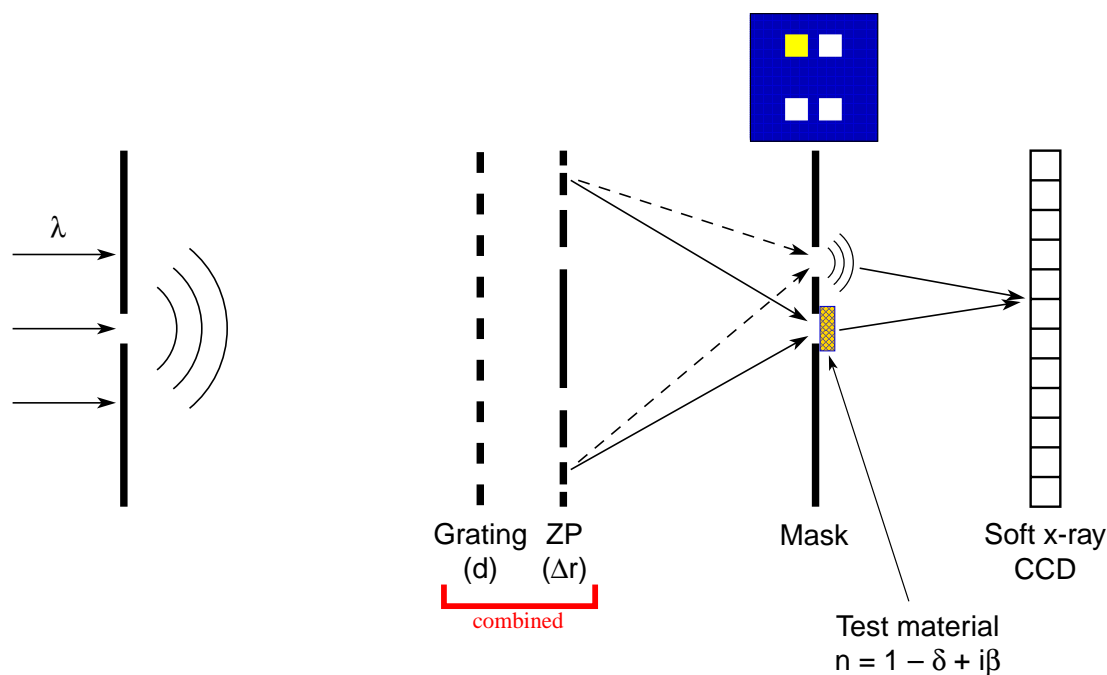 λ
Grating
(d)
ZP
(Δr)
combined
Mask
Soft x-ray
CCD
Test material
n = 1 – δ + iβ